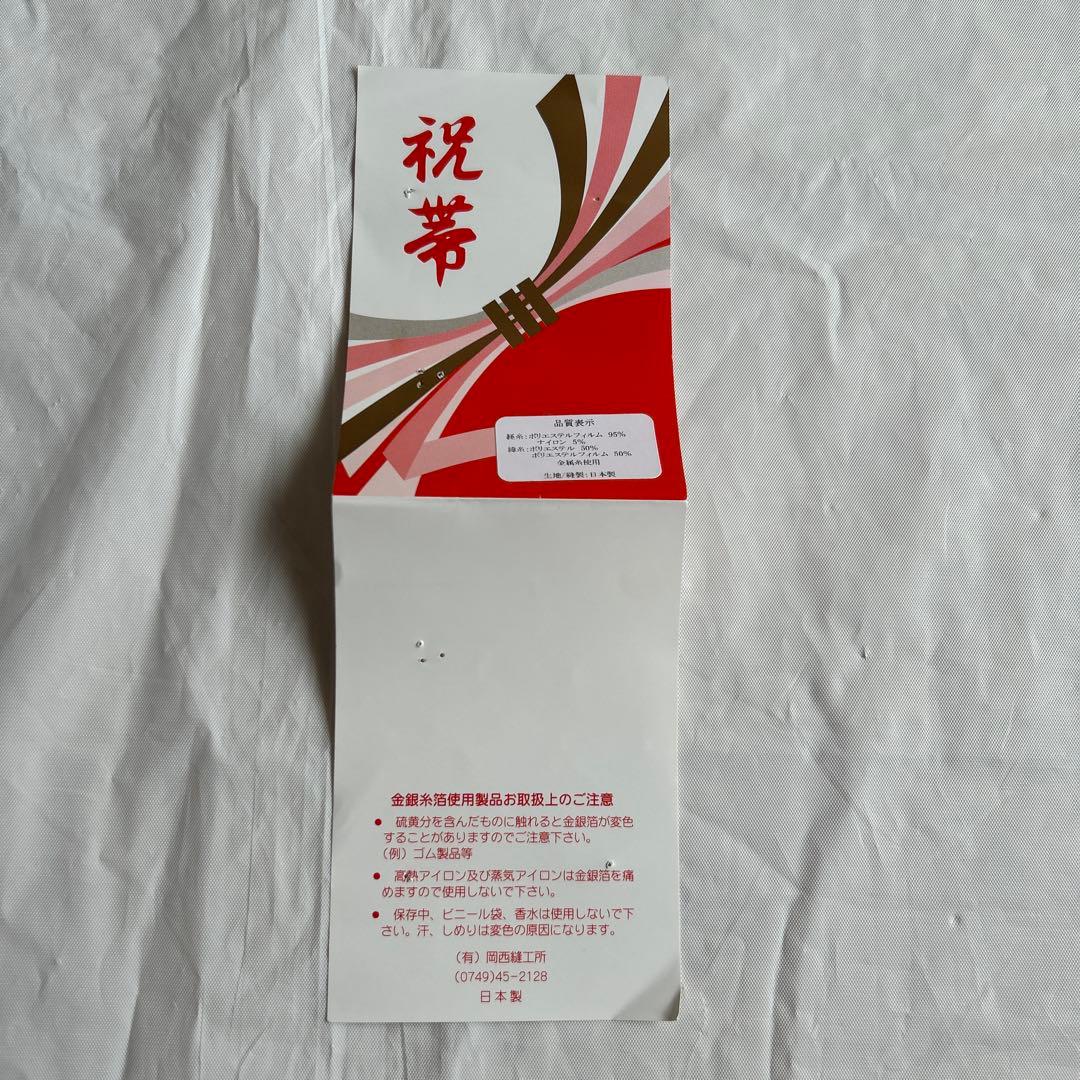 祝帯
品質表示
経糸:ポリエステルフィルム 95%
ナイロン 5%
緯糸:ポリエステル 50%
ポリエステルフィルム 50%
金属糸使用
生地/縫製:日本製
金銀糸箔使用製品お取扱上のご注意
● 硫黄分を含んだものに触れると金銀箔が変色
することがありますのでご注意下さい。
(例)ゴム製品等
● 高熱アイロン及び蒸気アイロンは金銀箔を痛
めますので使用しないで下さい。
● 保存中、ビニール袋、香水は使用しないで下
さい。汗、しめりは変色の原因になります。
(有)岡西縫工所
(0749)45-2128
日本製